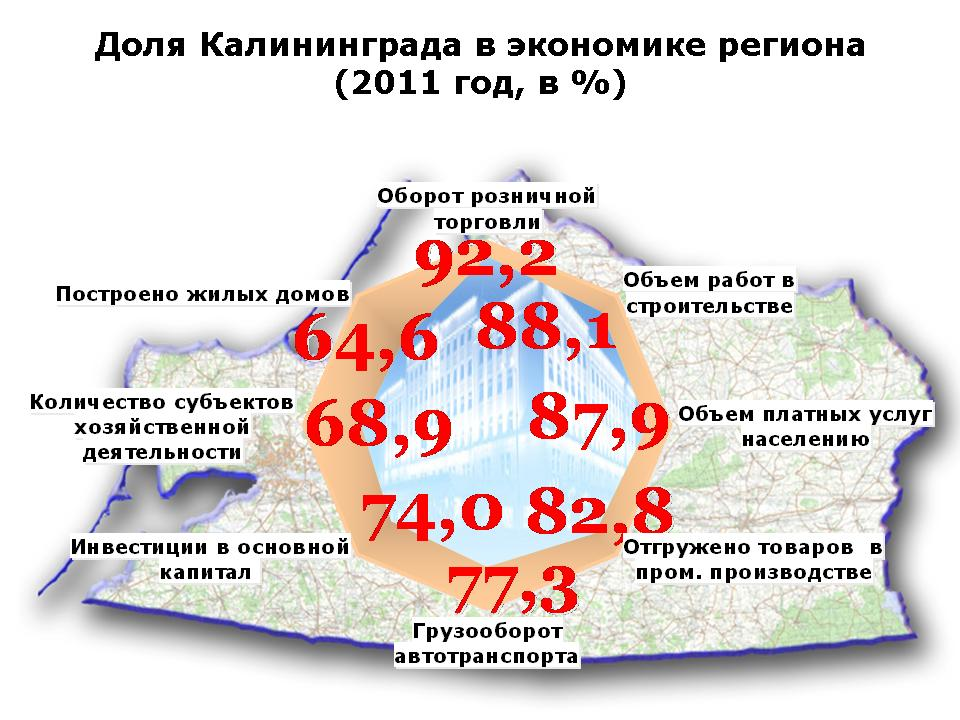 Доля Калининграда в экономике региона
(2011 год, в %)
Оборот розничной
торговли
92,2
Объем работ в
строительстве
88,1
Построено жилых домов
64,6
Количество субъектов
хозяйственной
деятельности
68,9
87,9
Объем платных услуг
населению
74,0
82,8
Инвестиции в основной
капитал
Отгружено товаров в
пром. производстве
77,3
Грузооборот
автотранспорта